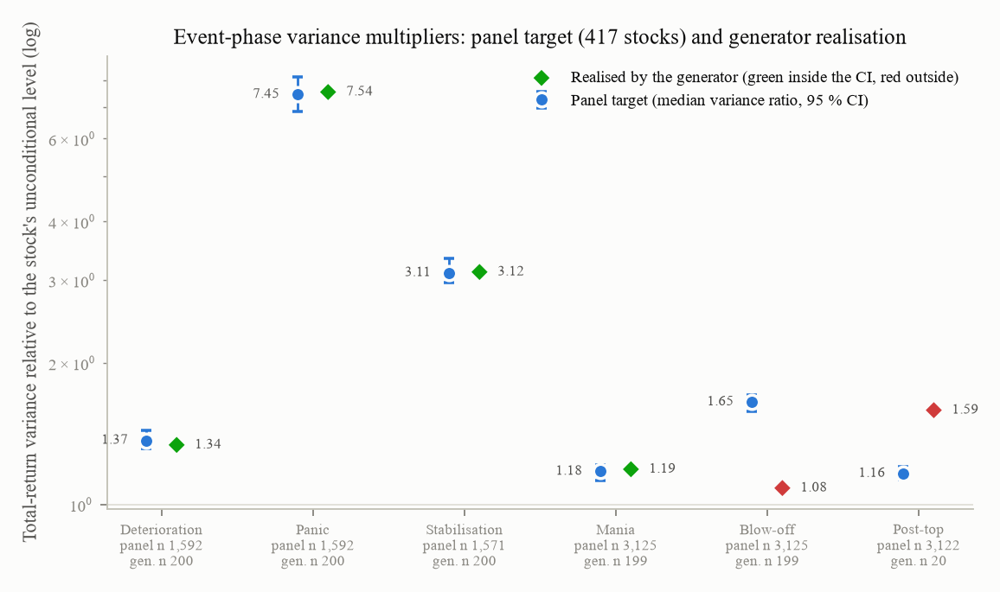 Event-phase variance multipliers: panel target (417 stocks) and generator realisation
Total-return variance relative to the stock's unconditional level (log)
Realised by the generator (green inside the CI, red outside)
Panel target (median variance ratio, 95 % CI)
6 × 10⁰
4 × 10⁰
3 × 10⁰
2 × 10⁰
10⁰
7.45
7.54
3.11
3.12
1.37
1.34
1.18
1.19
1.65
1.08
1.16
1.59
Deterioration
panel n 1,592
gen. n 200
Panic
panel n 1,592
gen. n 200
Stabilisation
panel n 1,571
gen. n 200
Mania
panel n 3,125
gen. n 199
Blow-off
panel n 3,125
gen. n 199
Post-top
panel n 3,122
gen. n 20